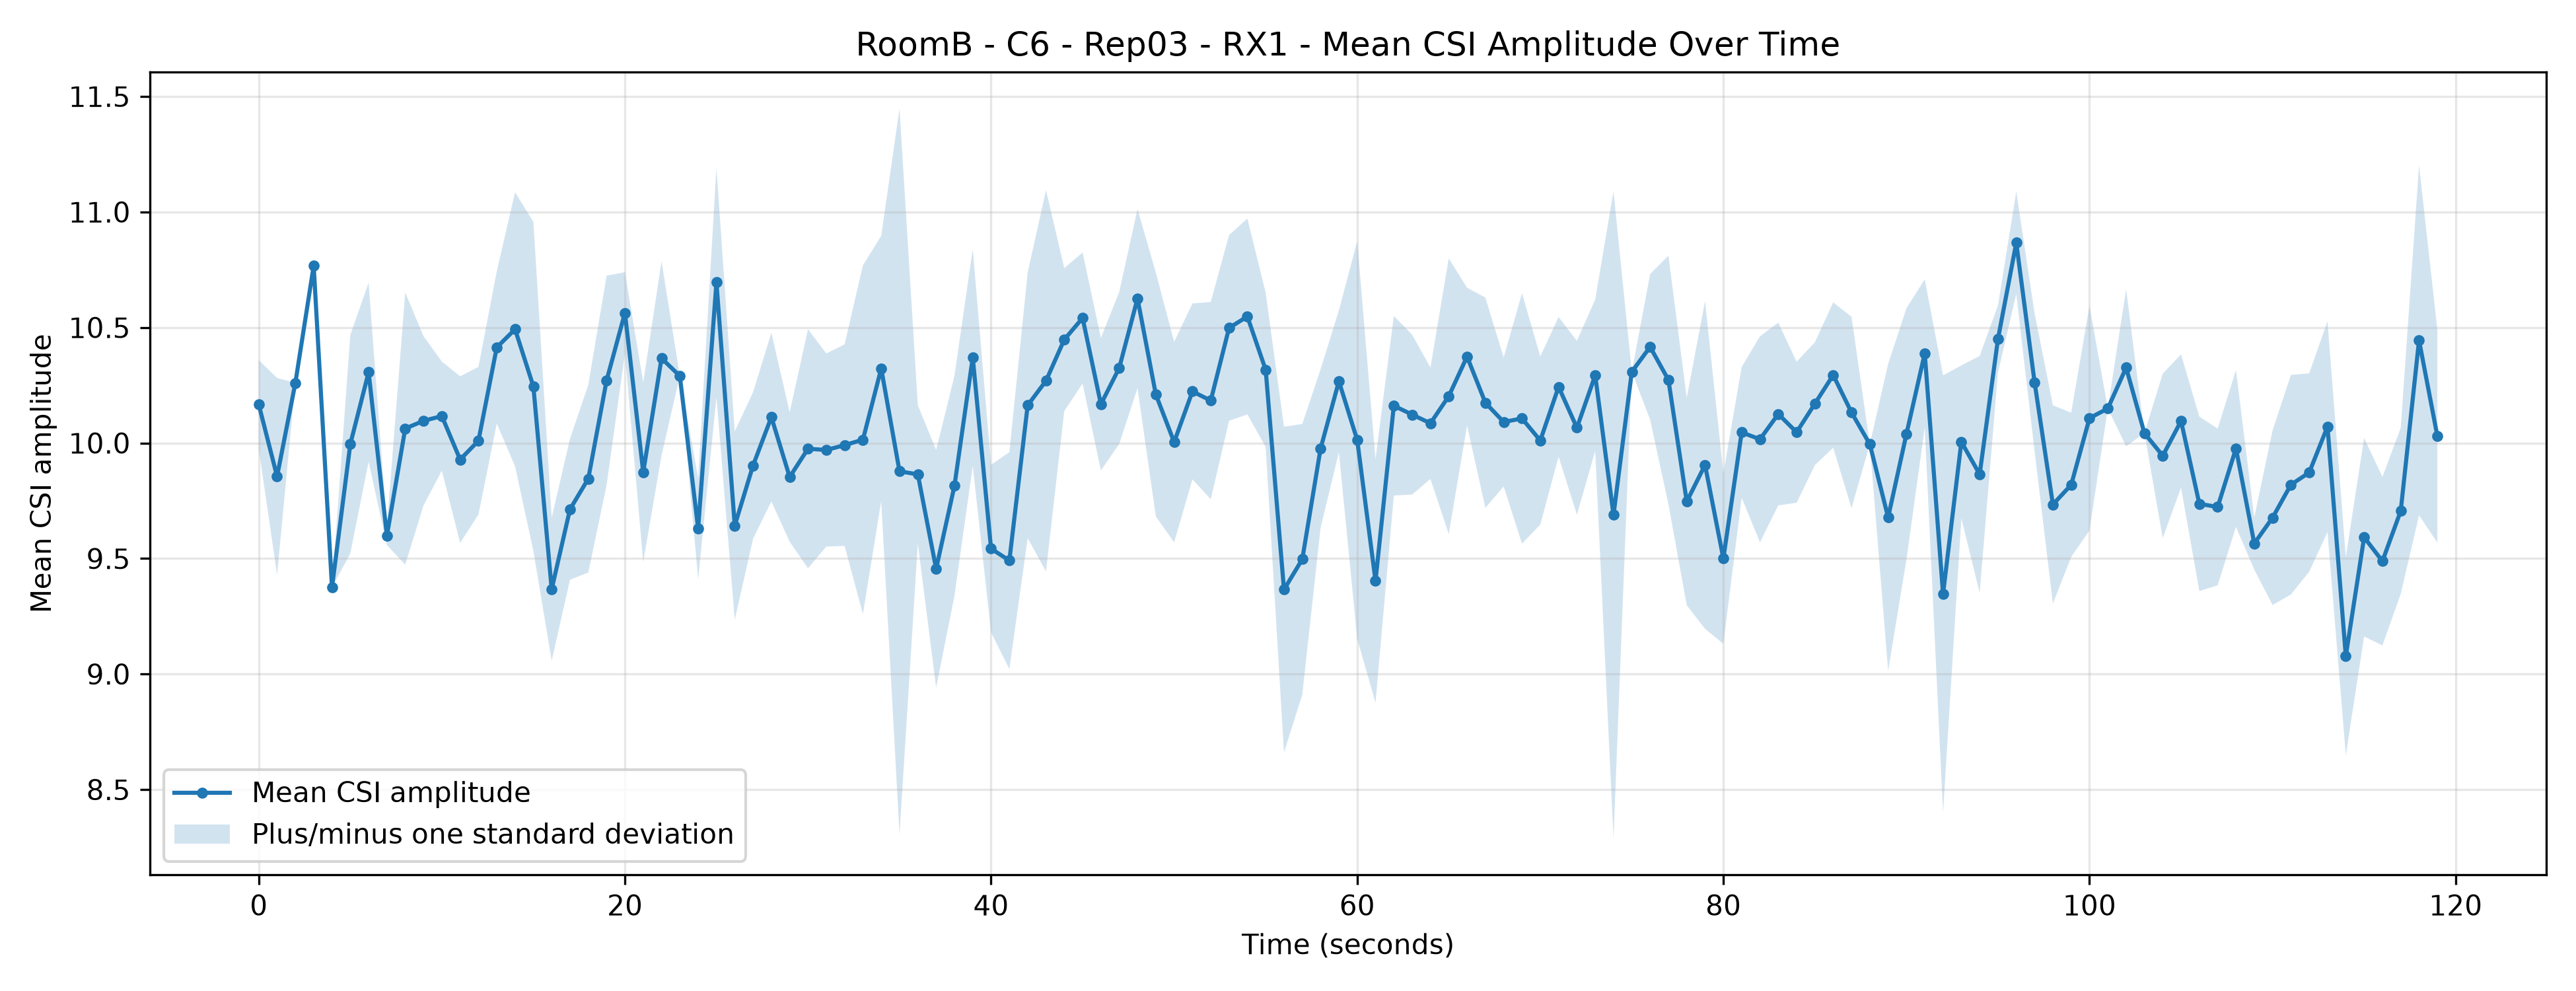 RoomB - C6 - Rep03 - RX1 - Mean CSI Amplitude Over Time
Mean CSI amplitude
11.5
11.0
10.5
10.0
9.5
9.0
8.5
Mean CSI amplitude
Plus/minus one standard deviation
0
20
40
60
80
100
120
Time (seconds)